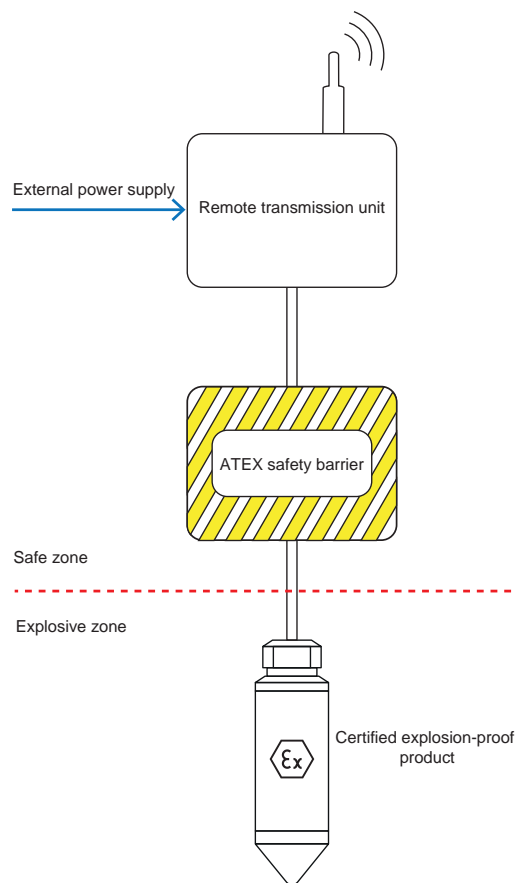 External power supply
Remote transmission unit
ATEX safety barrier
Safe zone
Explosive zone
Certified explosion-proof
product
Ex